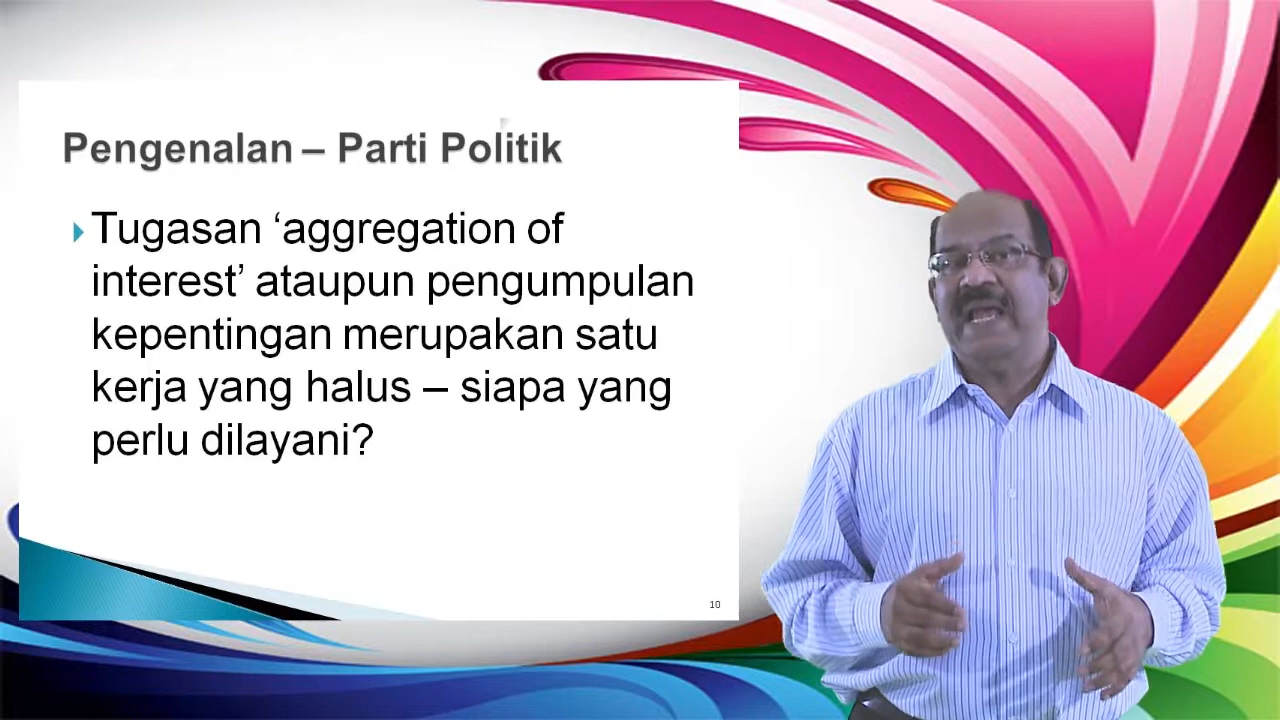 Pengenalan – Parti Politik
Tugasan ‘aggregation of
interest’ ataupun pengumpulan
kepentingan merupakan satu
kerja yang halus – siapa yang
perlu dilayani?
10